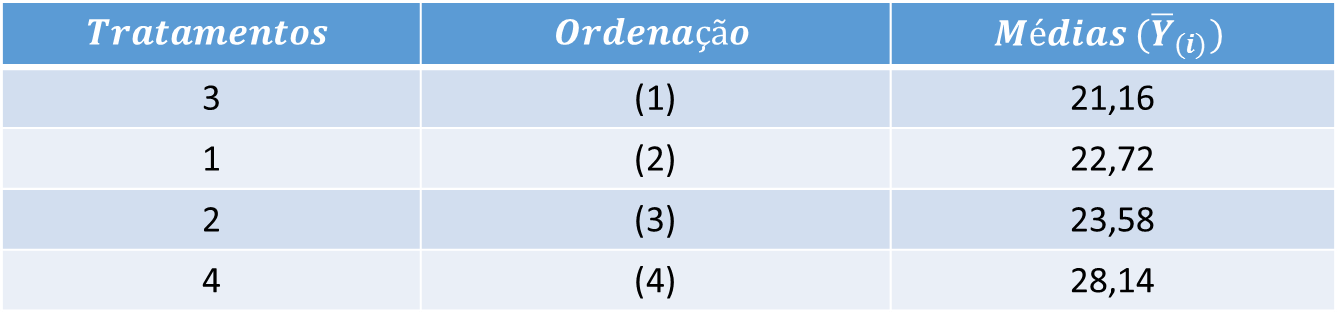 Tratamentos Ordenação Médias (Y̅₍ᵢ₎)
3 (1) 21,16
1 (2) 22,72
2 (3) 23,58
4 (4) 28,14